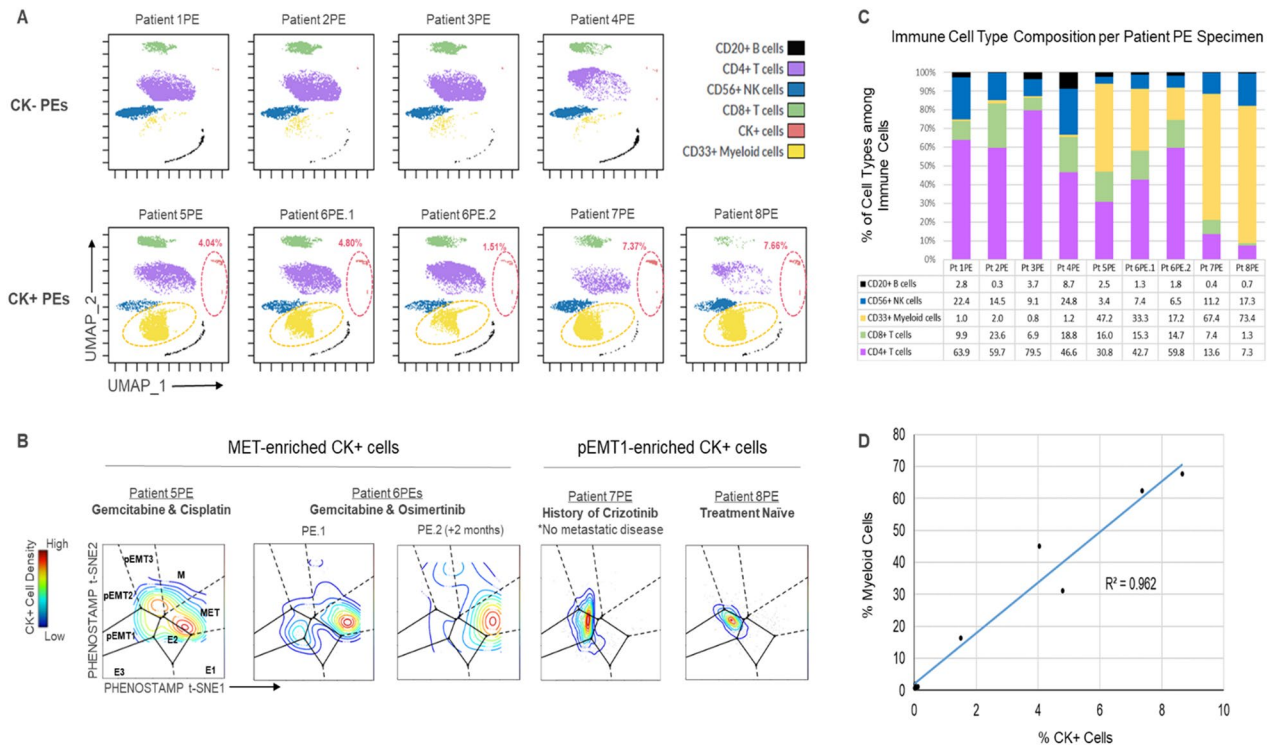 A
Patient 1PE
Patient 2PE
Patient 3PE
Patient 4PE
CK- PEs
CD20+ B cells
CD4+ T cells
CD56+ NK cells
CD8+ T cells
CK+ cells
CD33+ Myeloid cells
Patient 5PE
Patient 6PE.1
Patient 6PE.2
Patient 7PE
Patient 8PE
CK+ PEs
4.04%
4.80%
1.51%
7.37%
7.66%
UMAP_2
UMAP_1
B
MET-enriched CK+ cells
pEMT1-enriched CK+ cells
Patient 5PE
Gemcitabine & Cisplatin
Patient 6PEs
Gemcitabine & Osimertinib
PE.1
PE.2 (+2 months)
Patient 7PE
History of Crizotinib
*No metastatic disease
Patient 8PE
Treatment Naïve
High
CK+ Cell Density
Low
PHENOSTAMP t-SNE2
pEMT3
M
pEMT2
MET
pEMT1
E2
E3
E1
PHENOSTAMP t-SNE1
C
Immune Cell Type Composition per Patient PE Specimen
% of Cell Types among
Immune Cells
100%
90%
80%
70%
60%
50%
40%
30%
20%
10%
0%
Pt 1PE Pt 2PE Pt 3PE Pt 4PE Pt 5PE Pt 6PE.1 Pt 6PE.2 Pt 7PE Pt 8PE
CD20+ B cells 2.8 0.3 3.7 8.7 2.5 1.3 1.8 0.4 0.7
CD56+ NK cells 22.4 14.5 9.1 24.8 3.4 7.4 6.5 11.2 17.3
CD33+ Myeloid cells 1.0 2.0 0.8 1.2 47.2 33.3 17.2 67.4 73.4
CD8+ T cells 9.9 23.6 6.9 18.8 16.0 15.3 14.7 7.4 1.3
CD4+ T cells 63.9 59.7 79.5 46.6 30.8 42.7 59.8 13.6 7.3
D
% Myeloid Cells
80
70
60
50
40
30
20
10
0
R² = 0.962
0 2 4 6 8 10
% CK+ Cells